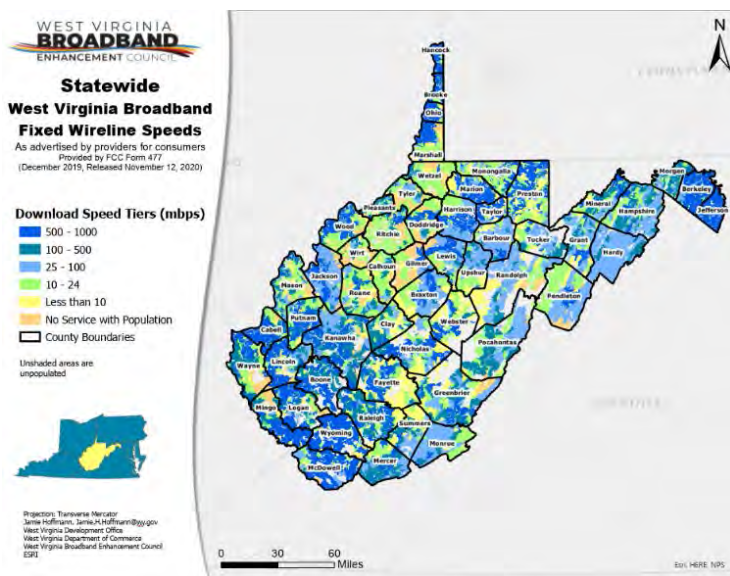 WEST VIRGINIA
BROADBAND
ENHANCEMENT COUNCIL
Statewide
West Virginia Broadband
Fixed Wireline Speeds
As advertised by providers for consumers
Provided by FCC Form 477
(December 2019, Released November 12, 2020)
Download Speed Tiers (mbps)
500 - 1000
100 - 500
25 - 100
10 - 24
Less than 10
No Service with Population
County Boundaries
Unshaded areas are
unpopulated
Projection: Transverse Mercator
Jamie Hoffmann,
West Virginia Development Office
West Virginia Department of Commerce
West Virginia Broadband Enhancement Council
ESRI
N
Hancock
Brooke
Ohio
Marshall
Wetzel
Monongalia
Marion
Preston
Morgan
Berkeley
Jefferson
Mineral
Hampshire
Tyler
Pleasants
Harrison
Taylor
Wood
Doddridge
Ritchie
Barbour
Tucker
Grant
Hardy
Wirt
Gilmer
Lewis
Calhoun
Upshur
Randolph
Jackson
Roane
Braxton
Pendleton
Mason
Webster
Putnam
Clay
Cabell
Kanawha
Nicholas
Pocahontas
Wayne
Lincoln
Boone
Fayette
Greenbrier
Mingo
Logan
Raleigh
Summers
Wyoming
Monroe
McDowell
Mercer
0 30 60
Miles
Esri, HERE, NPS